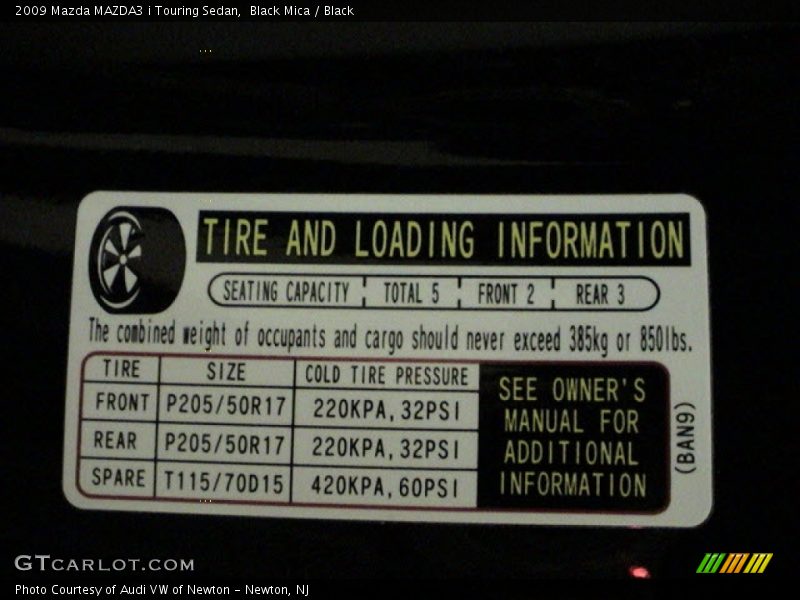 2009 Mazda MAZDA3 i Touring Sedan,  Black Mica / Black
TIRE AND LOADING INFORMATION
SEATING CAPACITY TOTAL 5 FRONT 2 REAR 3
The combined weight of occupants and cargo should never exceed 385kg or 850lbs.
TIRE SIZE COLD TIRE PRESSURE
FRONT P205/50R17 220KPA,32PSI
REAR P205/50R17 220KPA,32PSI
SPARE T115/70D15 420KPA,60PSI
SEE OWNER'S
MANUAL FOR
ADDITIONAL
INFORMATION
(BAN9)
GTCARLOT.COM
Photo Courtesy of Audi VW of Newton - Newton, NJ